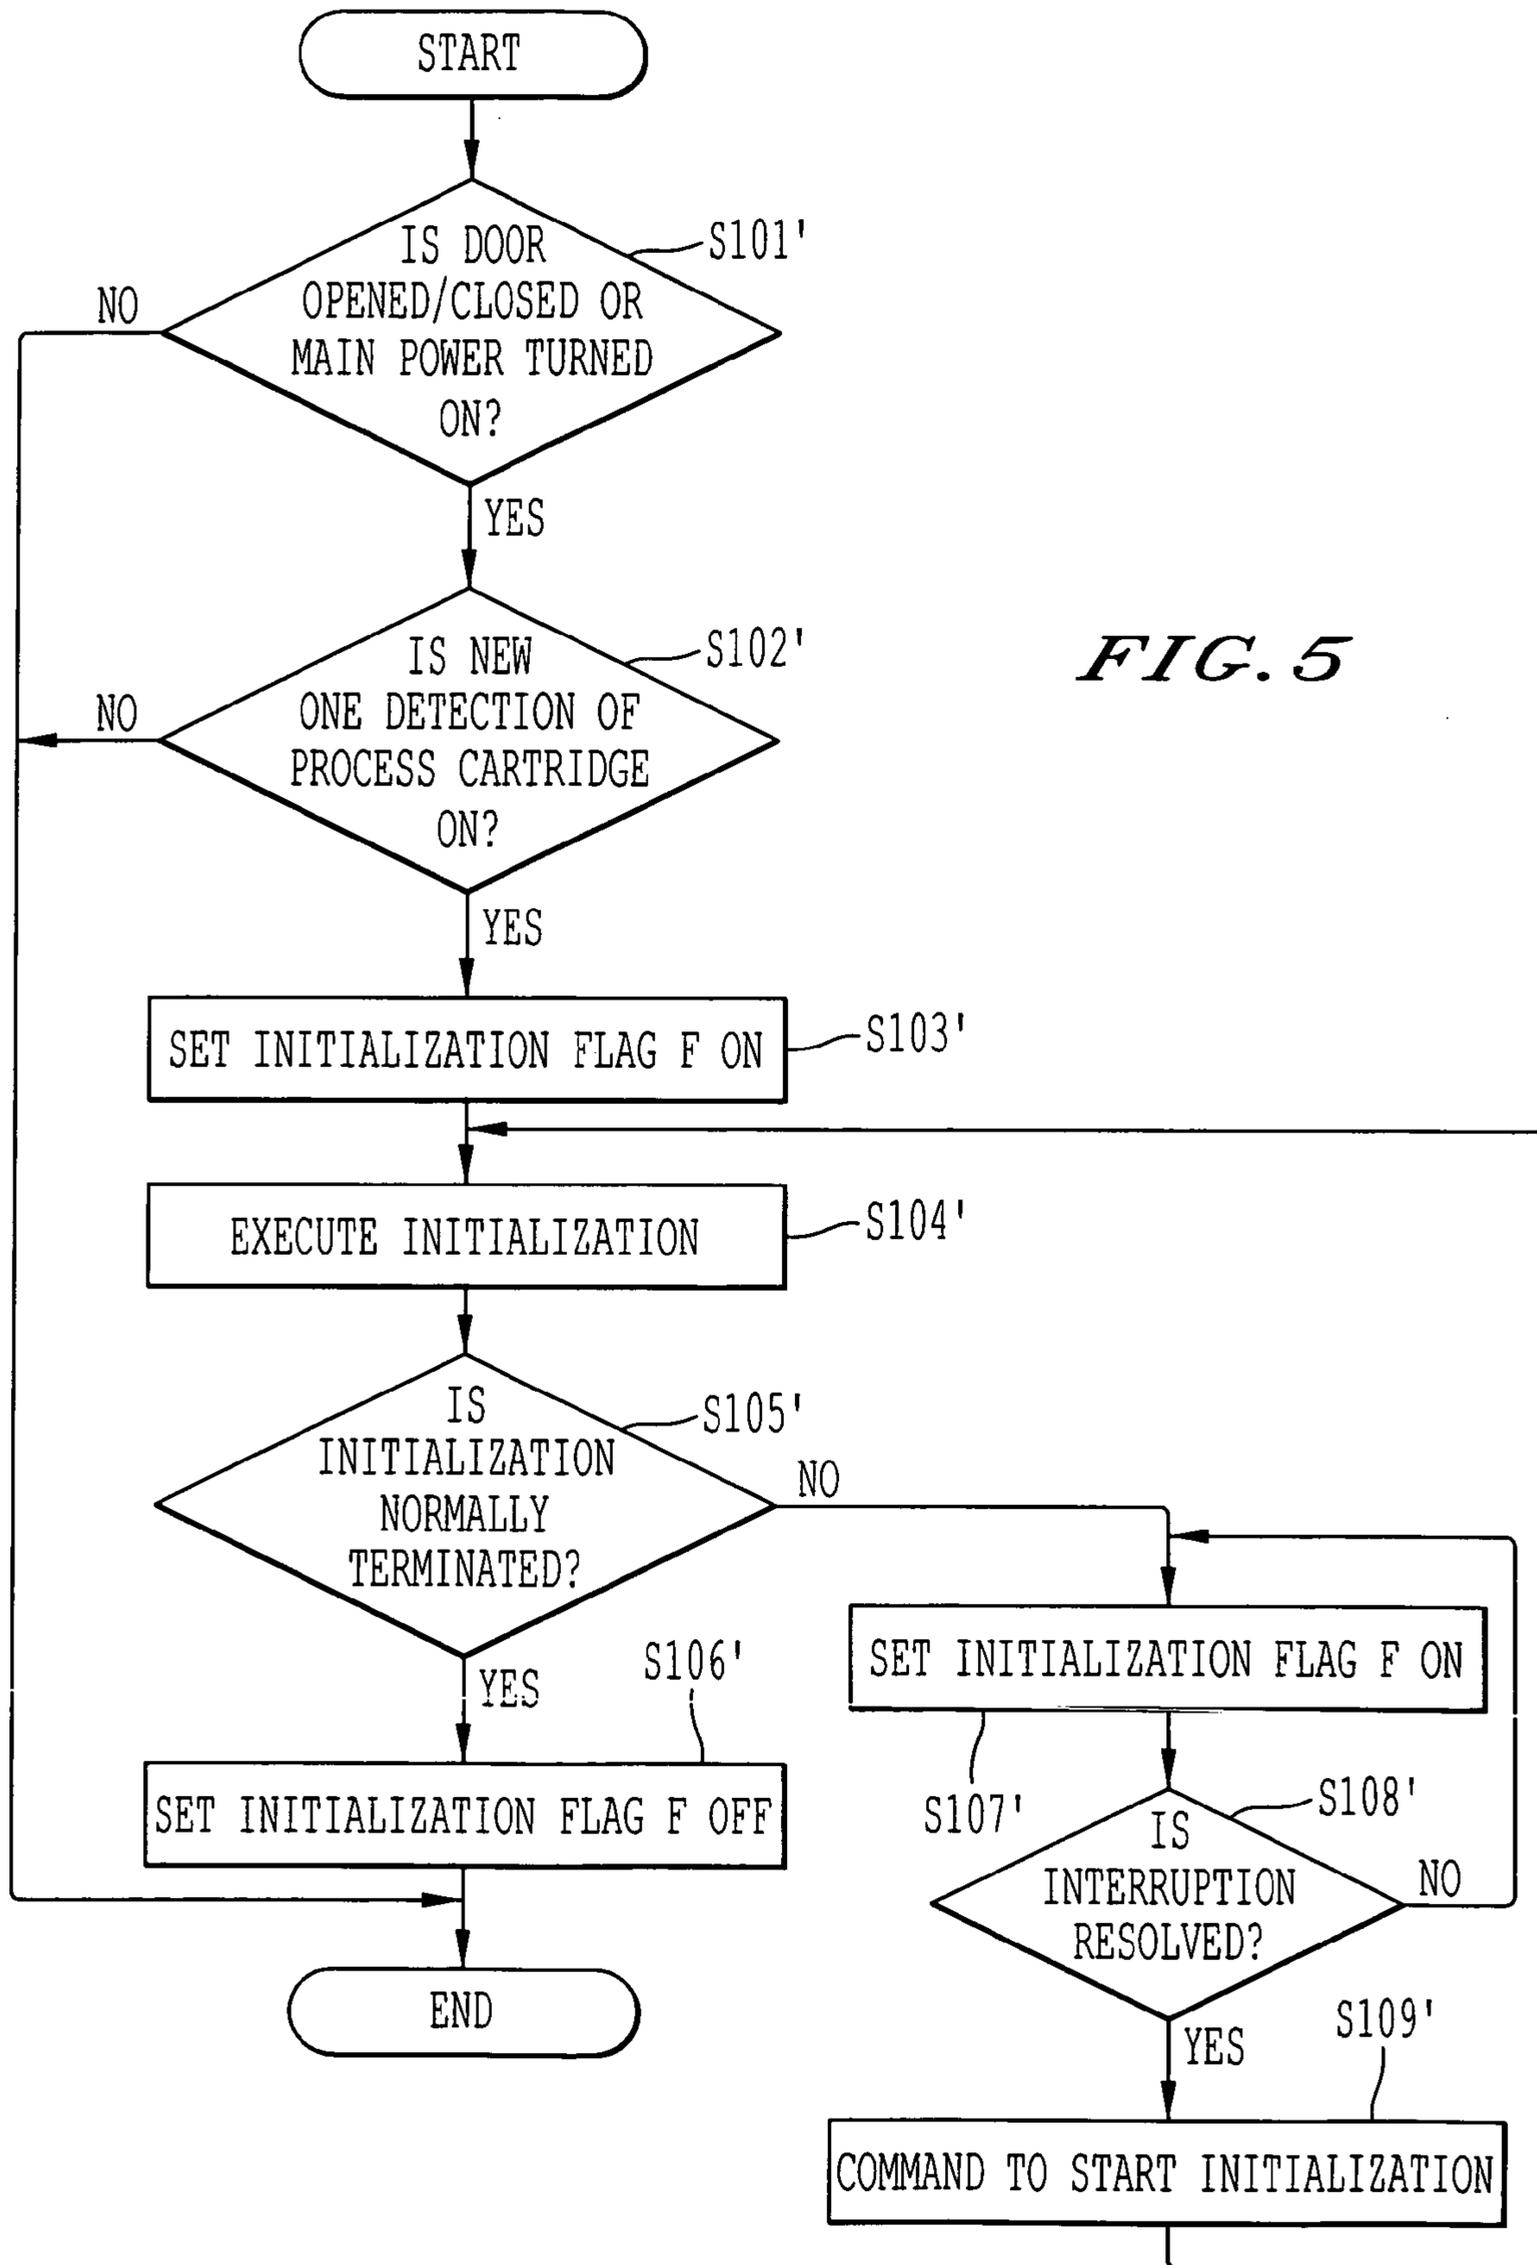 START
IS DOOR
OPENED/CLOSED OR
MAIN POWER TURNED
ON?
S101'
NO
YES
IS NEW
ONE DETECTION OF
PROCESS CARTRIDGE
ON?
S102'
NO
YES
FIG. 5
SET INITIALIZATION FLAG F ON
S103'
EXECUTE INITIALIZATION
S104'
IS
INITIALIZATION
NORMALLY
TERMINATED?
S105'
NO
YES
S106'
SET INITIALIZATION FLAG F OFF
END
SET INITIALIZATION FLAG F ON
S107'
IS
INTERRUPTION
RESOLVED?
S108'
NO
YES
S109'
COMMAND TO START INITIALIZATION